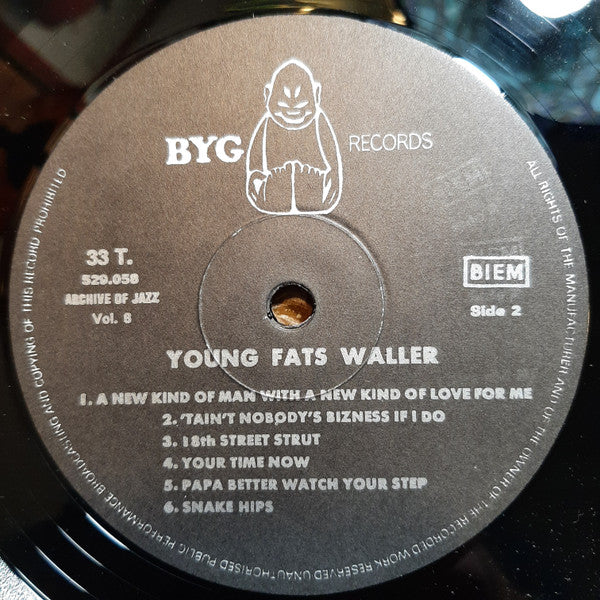 BYG RECORDS
33 T.
529.058
ARCHIVE OF JAZZ
Vol. 8
BIEM
Side 2
YOUNG FATS WALLER
1. A NEW KIND OF MAN WITH A NEW KIND OF LOVE FOR ME
2. 'TAIN'T NOBODY'S BIZNESS IF I DO
3. 18th STREET STRUT
4. YOUR TIME NOW
5. PAPA BETTER WATCH YOUR STEP
6. SNAKE HIPS
ALL RIGHTS OF THE MANUFACTURER AND OF THE OWNER OF THE RECORDED WORK RESERVED UNAUTHORISED PUBLIC PERFORMANCE BROADCASTING AND COPYING OF THIS RECORD PROHIBITED